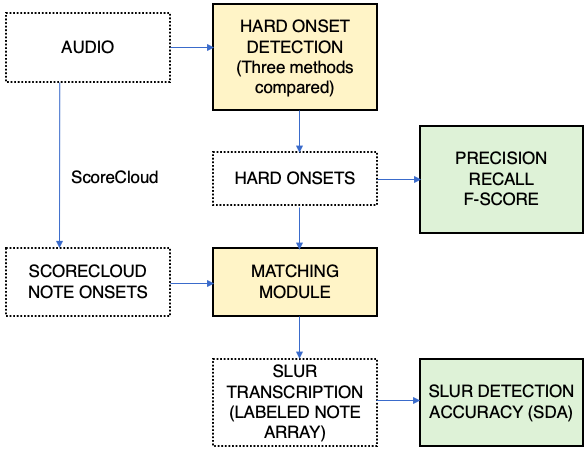 AUDIO
HARD ONSET
DETECTION
(Three methods
compared)
ScoreCloud
HARD ONSETS
PRECISION
RECALL
F-SCORE
SCORECLOUD
NOTE ONSETS
MATCHING
MODULE
SLUR
TRANSCRIPTION
(LABELED NOTE
ARRAY)
SLUR DETECTION
ACCURACY (SDA)